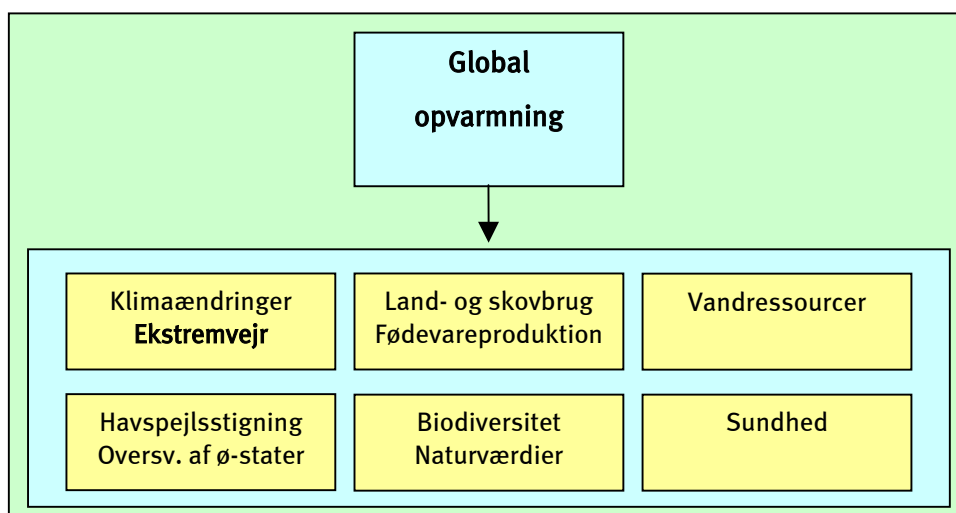 Global
opvarmning
Klimaændringer
Ekstremvejr
Land- og skovbrug
Fødevareproduktion
Vandressourcer
Havspejlsstigning
Oversv. af ø-stater
Biodiversitet
Naturværdier
Sundhed